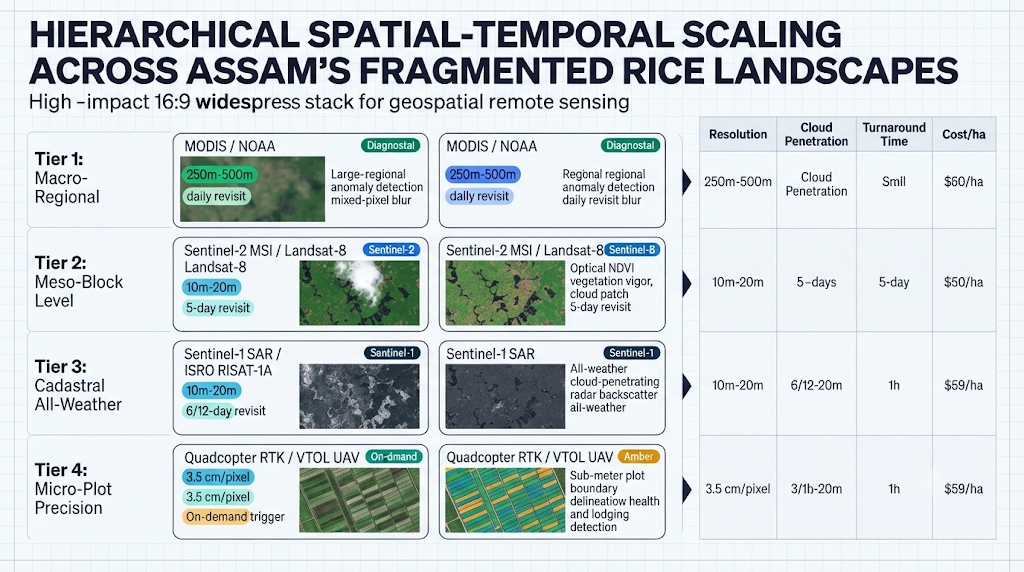 HIERARCHICAL SPATIAL-TEMPORAL SCALING
ACROSS ASSAM'S FRAGMENTED RICE LANDSCAPES
High –impact 16:9 widespress stack for geospatial remote sensing
Resolution
Cloud
Penetration
Turnaround
Time
Cost/ha
Tier 1:
Macro-
Regional
MODIS / NOAA
Diagnostal
250m-500m
daily revisit
Large-regional
anomaly detection
mixed-pixel blur
MODIS / NOAA
Diagnostal
250m-500m
daily revisit
Regonal regional
anomaly detection
daily revisit blur
250m-500m
Cloud
Penetration
Smil
$60/ha
Tier 2:
Meso-Block
Level
Sentinel-2 MSI / Landsat-8
Sentinel-2
Landsat-8
10m-20m
5-day revisit
Sentinel-2 MSI / Landsat-8
Sentinel-8
Optical NDVI
vegetation vigor,
cloud patch
5-day revisit
10m-20m
5-days
5-day
$50/ha
Tier 3:
Cadastral
All-Weather
Sentinel-1 SAR /
Sentinel-1
ISRO RISAT-1A
10m-20m
6/12-day revisit
Sentinel-1 SAR
Sentinel-1
All-weather
cloud-penetrating
radar backscatter
all-weather
10m-20m
6/12-20m
1h
$59/ha
Tier 4:
Micro-Plot
Precision
Quadcopter RTK / VTOL UAV
On-dmand
3.5 cm/pixel
3.5 cm/pixel
On-demand trigger
Quadcopter RTK / VTOL UAV
Amber
Sub-meter plot
boundary
delineatiow health
and lodging
detection
3.5 cm/pixel
3/1b-20m
1h
$59/ha